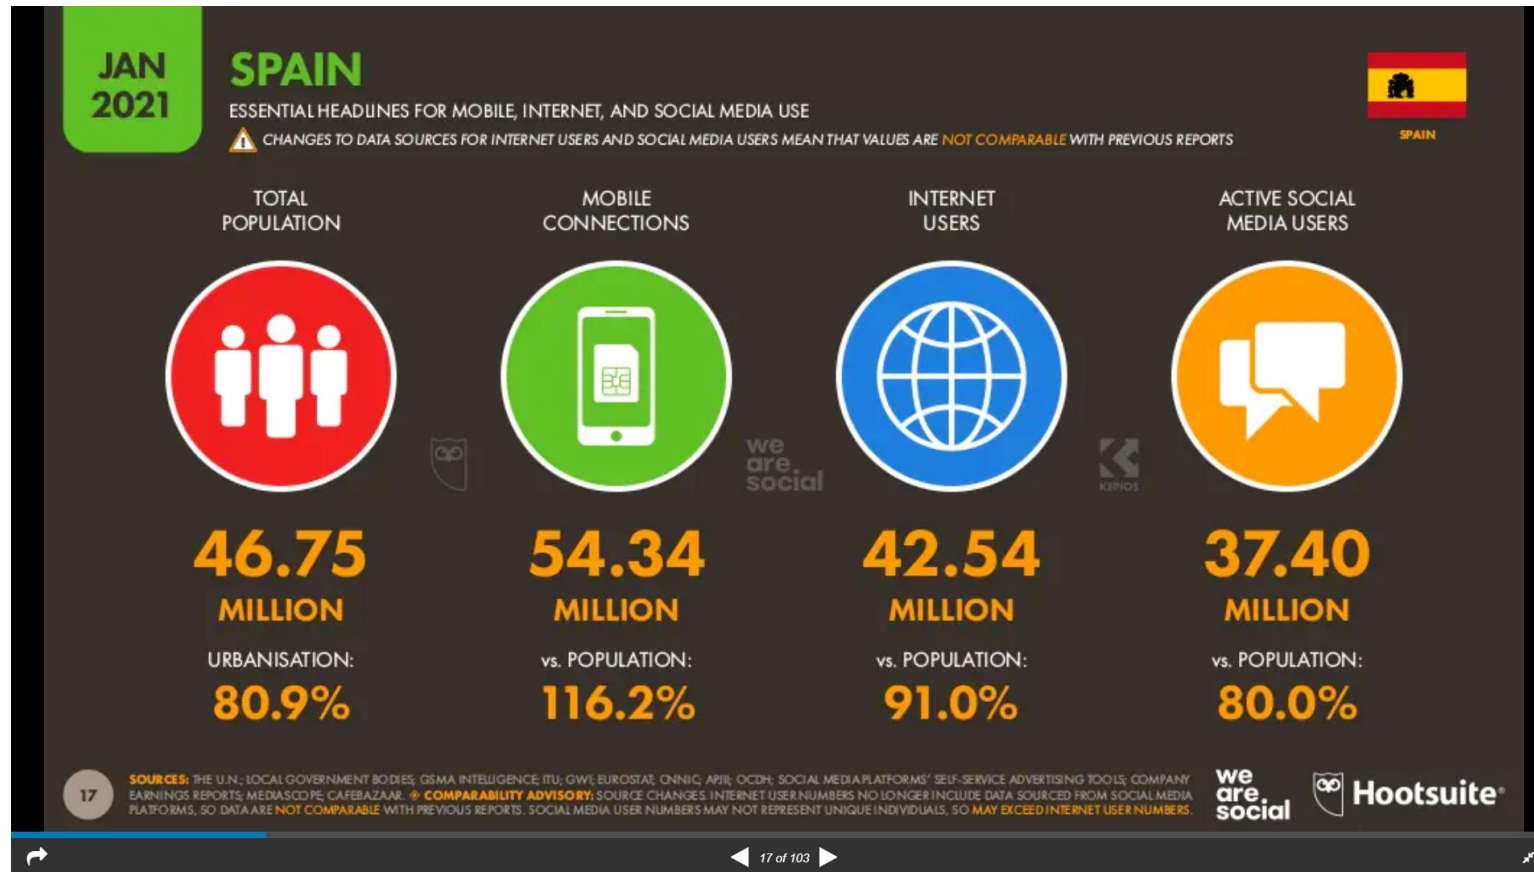 JAN
2021
SPAIN
ESSENTIAL HEADLINES FOR MOBILE, INTERNET, AND SOCIAL MEDIA USE
CHANGES TO DATA SOURCES FOR INTERNET USERS AND SOCIAL MEDIA USERS MEAN THAT VALUES ARE NOT COMPARABLE WITH PREVIOUS REPORTS
SPAIN
TOTAL
POPULATION
MOBILE
CONNECTIONS
INTERNET
USERS
ACTIVE SOCIAL
MEDIA USERS
we
are.
social
KEPIOS
46.75
MILLION
URBANISATION:
80.9%
54.34
MILLION
vs. POPULATION:
116.2%
42.54
MILLION
vs. POPULATION:
91.0%
37.40
MILLION
vs. POPULATION:
80.0%
17
SOURCES: THE U.N.; LOCAL GOVERNMENT BODIES; GSMA INTELLIGENCE; ITU; GWI; EUROSTAT; CNNIC; APJII; OCDH; SOCIAL MEDIA PLATFORMS' SELF-SERVICE ADVERTISING TOOLS; COMPANY
EARNINGS REPORTS; MEDIASCOPE; CAFEBAZAAR. COMPARABILITY ADVISORY: SOURCE CHANGES. INTERNET USER NUMBERS NO LONGER INCLUDE DATA SOURCED FROM SOCIAL MEDIA
PLATFORMS, SO DATA ARE NOT COMPARABLE WITH PREVIOUS REPORTS. SOCIAL MEDIA USER NUMBERS MAY NOT REPRESENT UNIQUE INDIVIDUALS, SO MAY EXCEED INTERNET USER NUMBERS.
we
are.
social
Hootsuite®
17 of 103